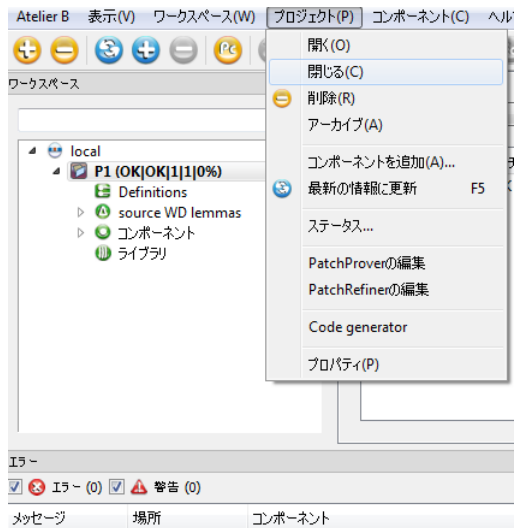 Atelier B 表示(V) ワークスペース(W) プロジェクト(P) コンポーネント(C) ヘル
開く(O)
閉じる(C)
ワークスペース
削除(R)
アーカイブ(A)
local
コンポーネントを追加(A)...
P1 (OK|OK|1|1|0%)
最新の情報に更新 F5
Definitions
source WD lemmas
ステータス...
コンポーネント
ライブラリ
PatchProverの編集
PatchRefinerの編集
Code generator
プロパティ(P)
エラー
エラー (0) 警告 (0)
メッセージ 場所 コンポーネント